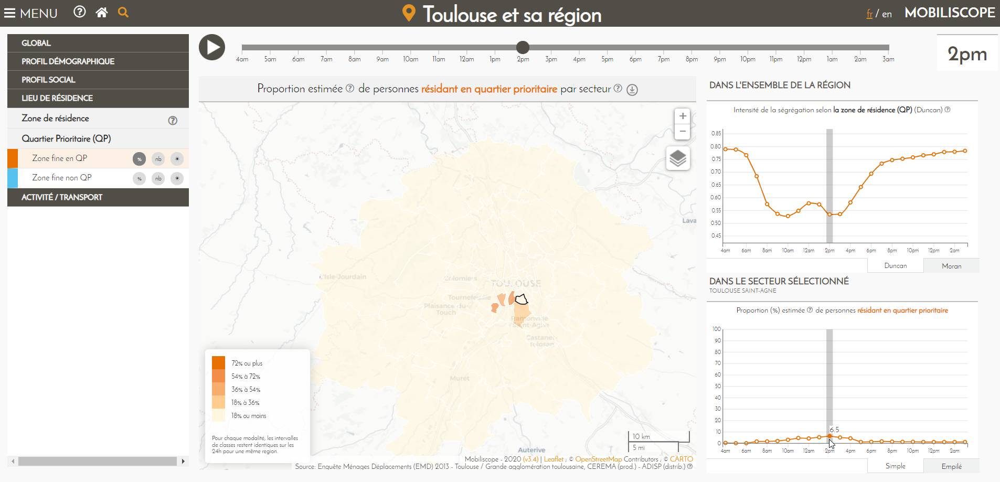 MENU
Toulouse et sa région
fr / en
MOBILISCOPE
GLOBAL
PROFIL DÉMOGRAPHIQUE
PROFIL SOCIAL
LIEU DE RÉSIDENCE
Zone de résidence
Quartier Prioritaire (QP)
Zone fine en QP % nb
Zone fine non QP % nb
ACTIVITÉ / TRANSPORT
4am 5am 6am 7am 8am 9am 10am 11am 12am 1pm 2pm 3pm 4pm 5pm 6pm 7pm 8pm 9pm 10pm 11pm 12pm 1am 2am 3am
2pm
Proportion estimée ? de personnes résidant en quartier prioritaire par secteur ?
+
−
Lava
L'Isle-Jourdain
Colomiers
TOULOUSE
Tournefeuille
Plaisance du
Touch
Ramonville
Saint-Agne
Castanet-
Tolosan
Muret
Auterive
72% ou plus
54% à 72%
36% à 54%
18% à 36%
18% ou moins
Pour chaque modalité, les intervalles
de classes restent identiques sur les
24h pour une même region.
10 km
5 mi
Mobiliscope - 2020 (v3.4) | Leaflet ; © OpenStreetMap Contributors ; © CARTO
Source: Enquête Ménages Déplacements (EMD) 2013 - Toulouse / Grande agglomération toulousaine, CEREMA (prod.) - ADISP (distrib.) ?
DANS L'ENSEMBLE DE LA RÉGION
Intensité de la ségrégation selon la zone de résidence (QP) (Duncan) ?
0.85
0.80
0.75
0.70
0.65
0.60
0.55
0.50
0.45
4am 6am 8am 10am 12am 2pm 4pm 6pm 8pm 10pm 12pm 2am
Duncan Moran
DANS LE SECTEUR SÉLECTIONNÉ
TOULOUSE SAINT-AGNE
Proportion (%) estimée ? de personnes résidant en quartier prioritaire
100
90
80
70
60
50
40
30
20
10
0
6.5
4am 6am 8am 10am 12am 2pm 4pm 6pm 8pm 10pm 12pm 2am
Simple Empilé